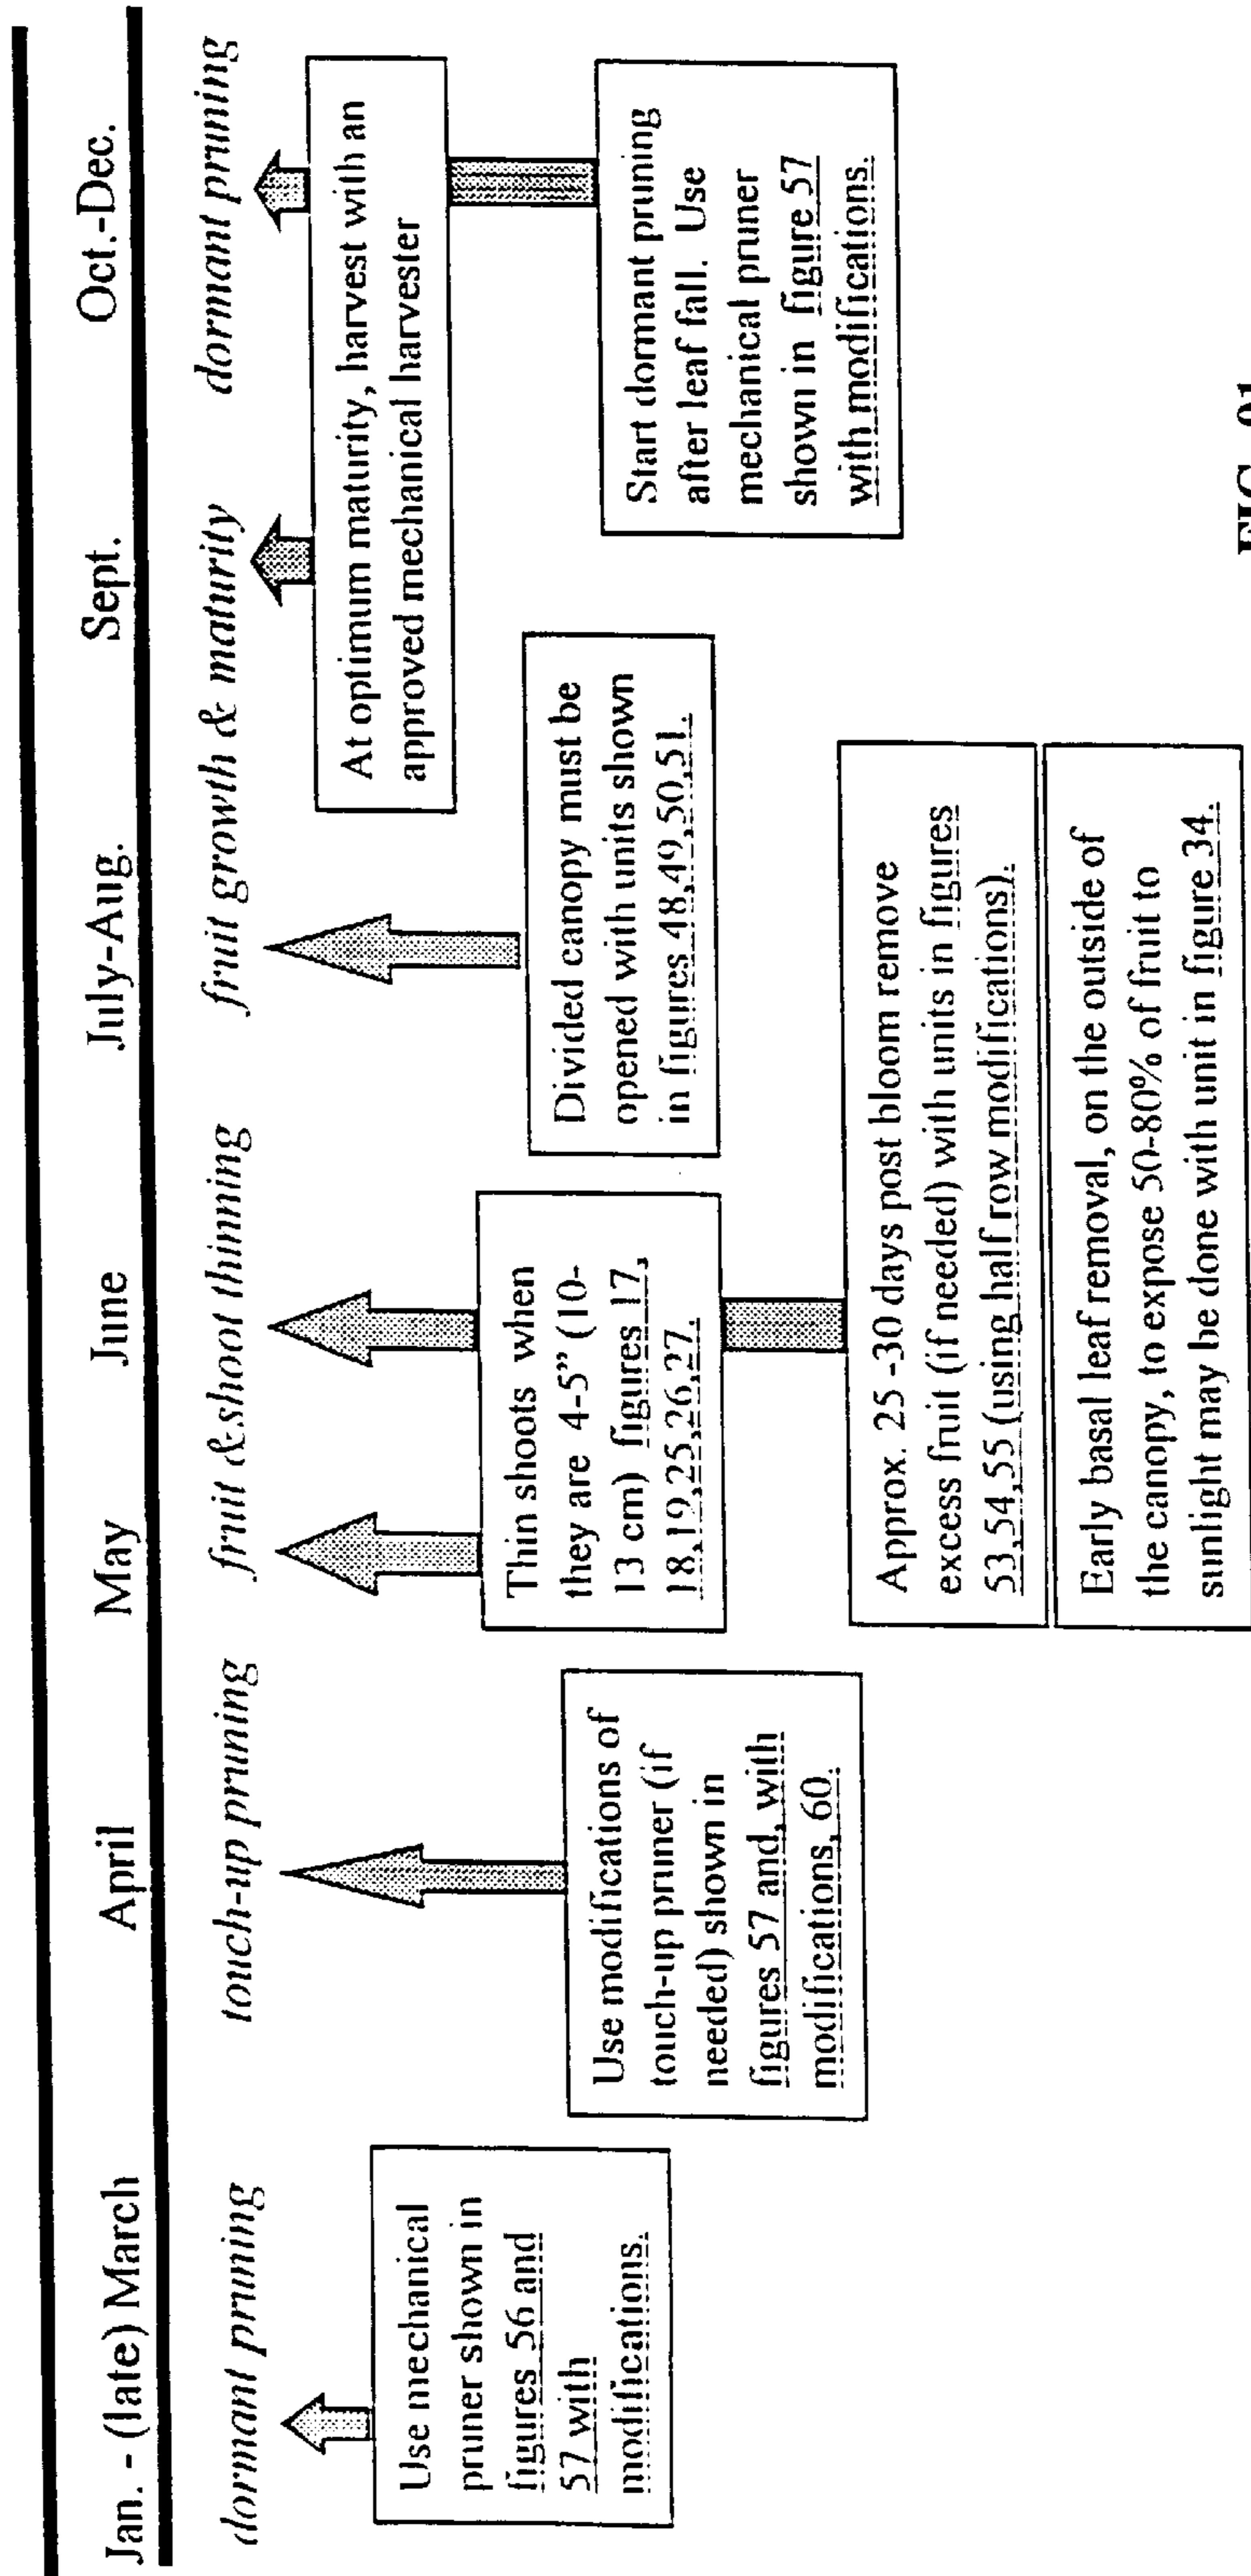 Jan. - (late) March
April
May
June
July-Aug.
Sept.
Oct.-Dec.
dormant pruning
touch-up pruning
fruit & shoot thinning
fruit growth & maturity
dormant pruning
Use mechanical
pruner shown in
figures 56 and
57 with
modifications.
Use modifications of
touch-up pruner (if
needed) shown in
figures 57 and, with
modifications, 60.
Thin shoots when
they are 4-5” (10-
13 cm) figures 17,
18,19,25,26,27.
Approx. 25 -30 days post bloom remove
excess fruit (if needed) with units in figures
53,54,55 (using half row modifications).
Early basal leaf removal, on the outside of
the canopy, to expose 50-80% of fruit to
sunlight may be done with unit in figure 34.
Divided canopy must be
opened with units shown
in figures 48,49,50,51.
At optimum maturity, harvest with an
approved mechanical harvester
Start dormant pruning
after leaf fall. Use
mechanical pruner
shown in figure 57
with modifications.